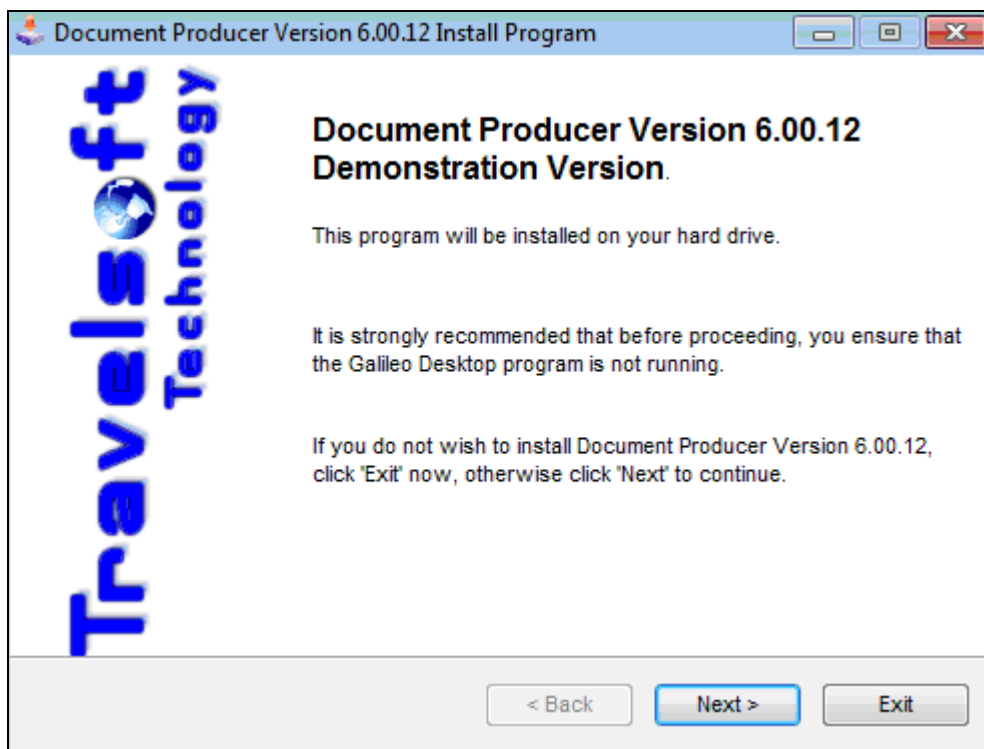 Document Producer Version 6.00.12 Install Program
Travelsoft
Technology
Document Producer Version 6.00.12
Demonstration Version.
This program will be installed on your hard drive.
It is strongly recommended that before proceeding, you ensure that
the Galileo Desktop program is not running.
If you do not wish to install Document Producer Version 6.00.12,
click 'Exit' now, otherwise click 'Next' to continue.
< Back
Next >
Exit